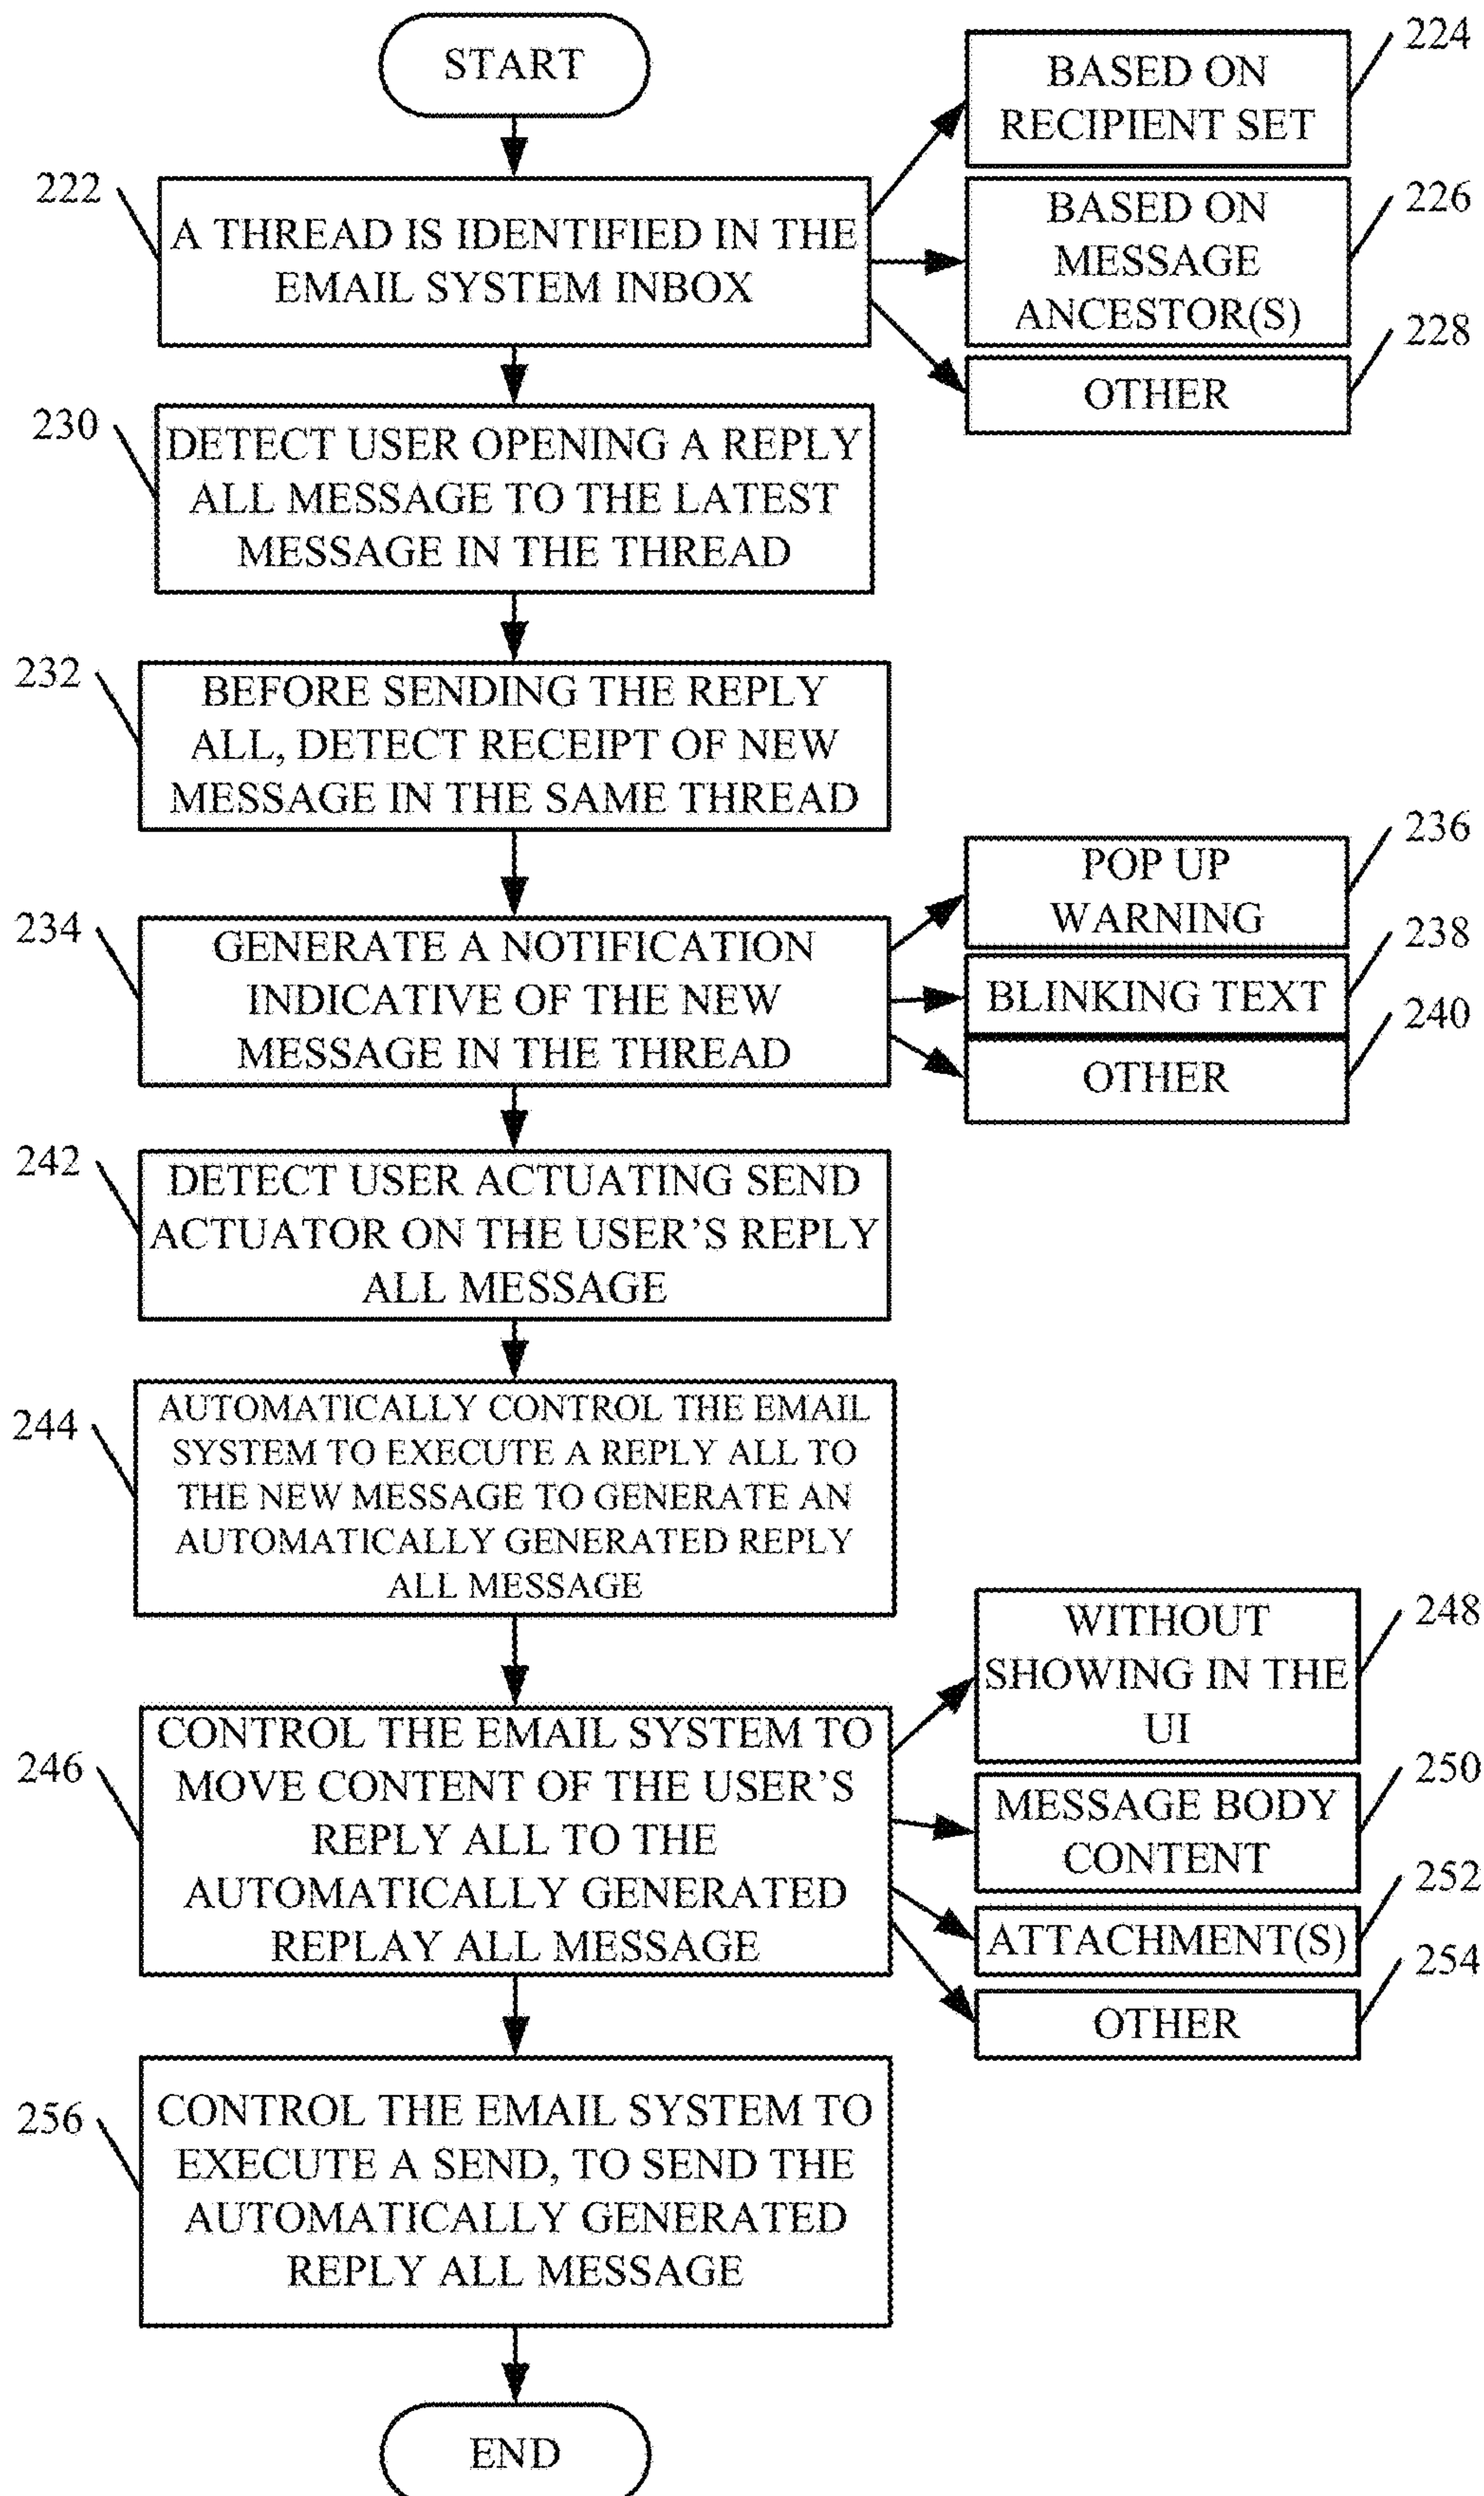 START
222
A THREAD IS IDENTIFIED IN THE
EMAIL SYSTEM INBOX
224
BASED ON
RECIPIENT SET
226
BASED ON
MESSAGE
ANCESTOR(S)
228
OTHER
230
DETECT USER OPENING A REPLY
ALL MESSAGE TO THE LATEST
MESSAGE IN THE THREAD
232
BEFORE SENDING THE REPLY
ALL, DETECT RECEIPT OF NEW
MESSAGE IN THE SAME THREAD
234
GENERATE A NOTIFICATION
INDICATIVE OF THE NEW
MESSAGE IN THE THREAD
236
POP UP
WARNING
238
BLINKING TEXT
240
OTHER
242
DETECT USER ACTUATING SEND
ACTUATOR ON THE USER'S REPLY
ALL MESSAGE
244
AUTOMATICALLY CONTROL THE EMAIL
SYSTEM TO EXECUTE A REPLY ALL TO
THE NEW MESSAGE TO GENERATE AN
AUTOMATICALLY GENERATED REPLY
ALL MESSAGE
246
CONTROL THE EMAIL SYSTEM TO
MOVE CONTENT OF THE USER'S
REPLY ALL TO THE
AUTOMATICALLY GENERATED
REPLAY ALL MESSAGE
248
WITHOUT
SHOWING IN THE
UI
250
MESSAGE BODY
CONTENT
252
ATTACHMENT(S)
254
OTHER
256
CONTROL THE EMAIL SYSTEM TO
EXECUTE A SEND, TO SEND THE
AUTOMATICALLY GENERATED
REPLY ALL MESSAGE
END